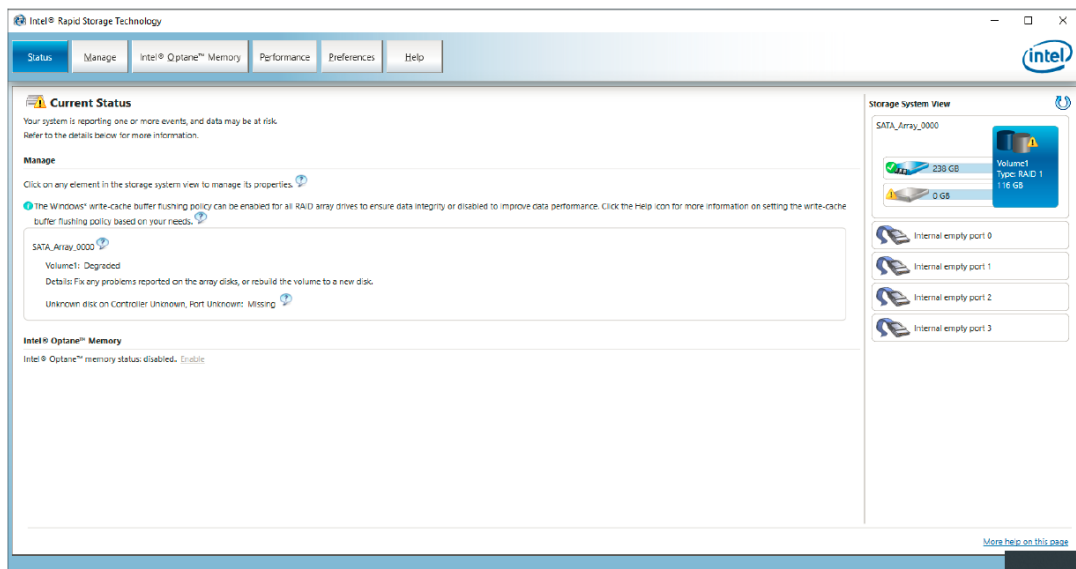 Intel® Rapid Storage Technology
Status
Manage
Intel® Optane™ Memory
Performance
Preferences
Help
intel
Current Status
Your system is reporting one or more events, and data may be at risk.
Refer to the details below for more information.
Manage
Click on any element in the storage system view to manage its properties.
The Windows* write-cache buffer flushing policy can be enabled for all RAID array drives to ensure data integrity or disabled to improve data performance. Click the Help icon for more information on setting the write-cache
buffer flushing policy based on your needs.
SATA_Array_0000
Volume1: Degraded
Details: Fix any problems reported on the array disks, or rebuild the volume to a new disk.
Unknown disk on Controller Unknown, Port Unknown: Missing
Intel® Optane™ Memory
Intel® Optane™ memory status: disabled. Enable
Storage System View
SATA_Array_0000
238 GB
0 GB
Volume1
Type: RAID 1
116 GB
Internal empty port 0
Internal empty port 1
Internal empty port 2
Internal empty port 3
More help on this page